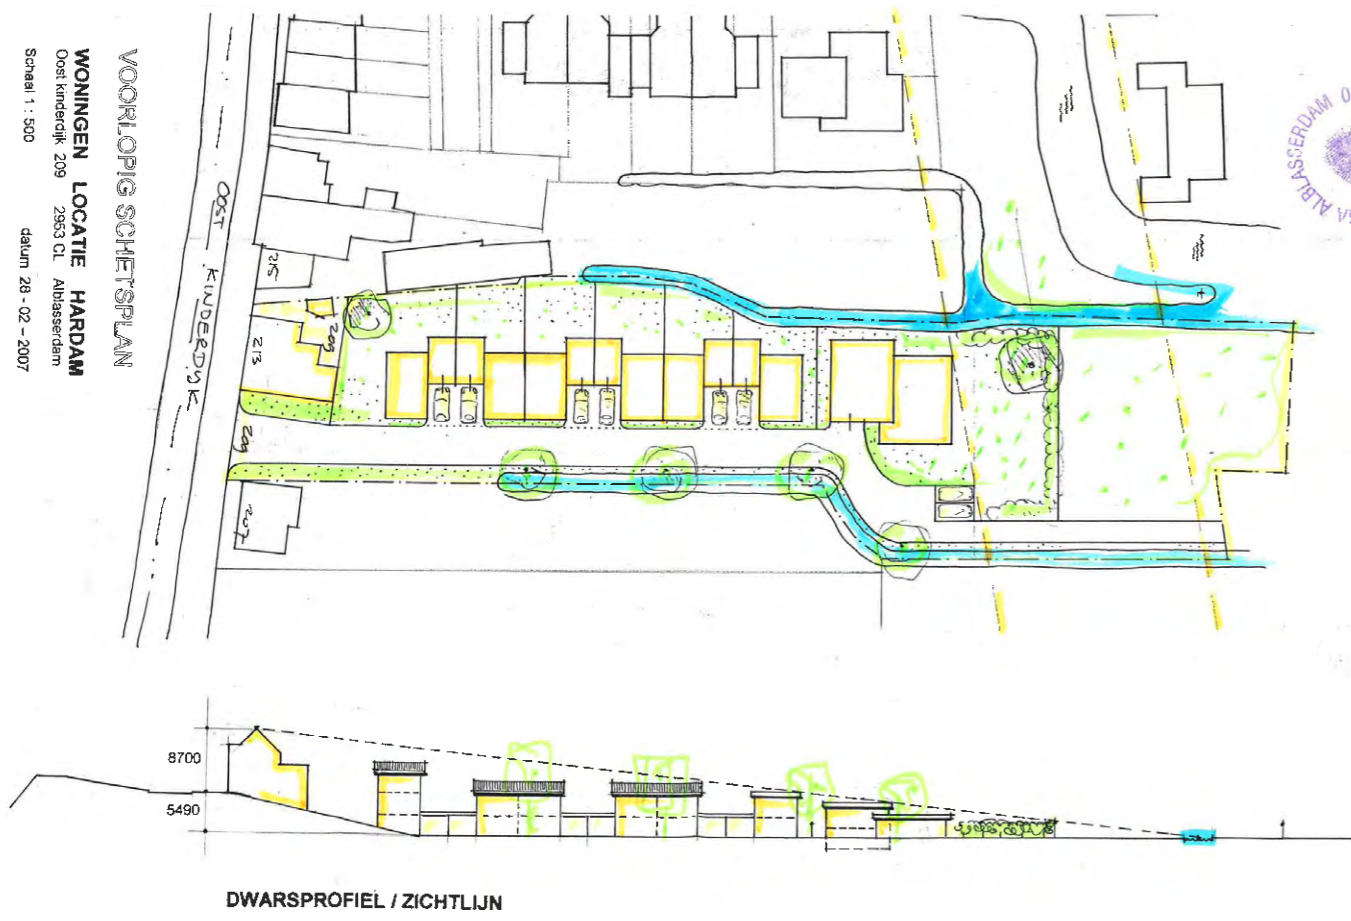 VOORLOPIG SCHETSPLAN
WONINGEN LOCATIE HARDAM
Oost kinderdijk 209 2953 CL Alblasserdam
Schaal 1 : 500 datum 28 - 02 - 2007
OOST KINDERDIJK
215
209
213
209
207
ALBLASSERDAM
8700
5490
DWARSPROFIEL / ZICHTLIJN